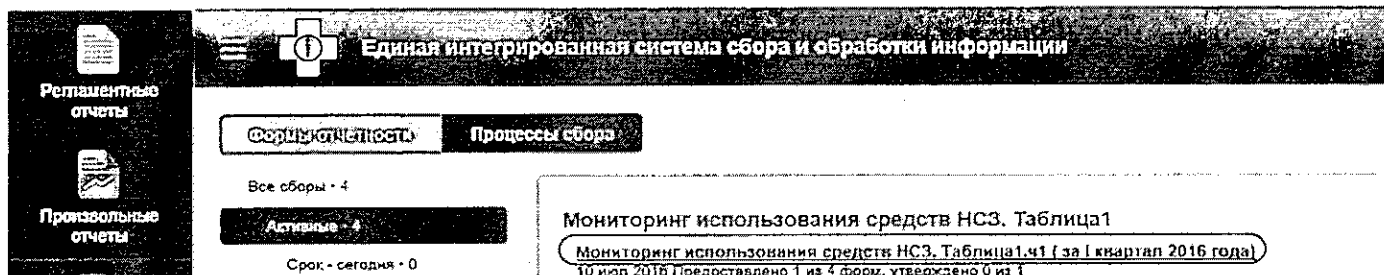 Единая интегрированная система сбора и обработки информации
Регламентные
отчеты
Произвольные
отчеты
Формы отчетности
Процессы сбора
Все сборы • 4
Активные • 4
Срок - сегодня • 0
Мониторинг использования средств НСЗ. Таблица1
Мониторинг использования средств НСЗ. Таблица1.ч1 ( за I квартал 2016 года)
10 июл 2016 Предоставлено 1 из 4 форм, утверждено 0 из 1